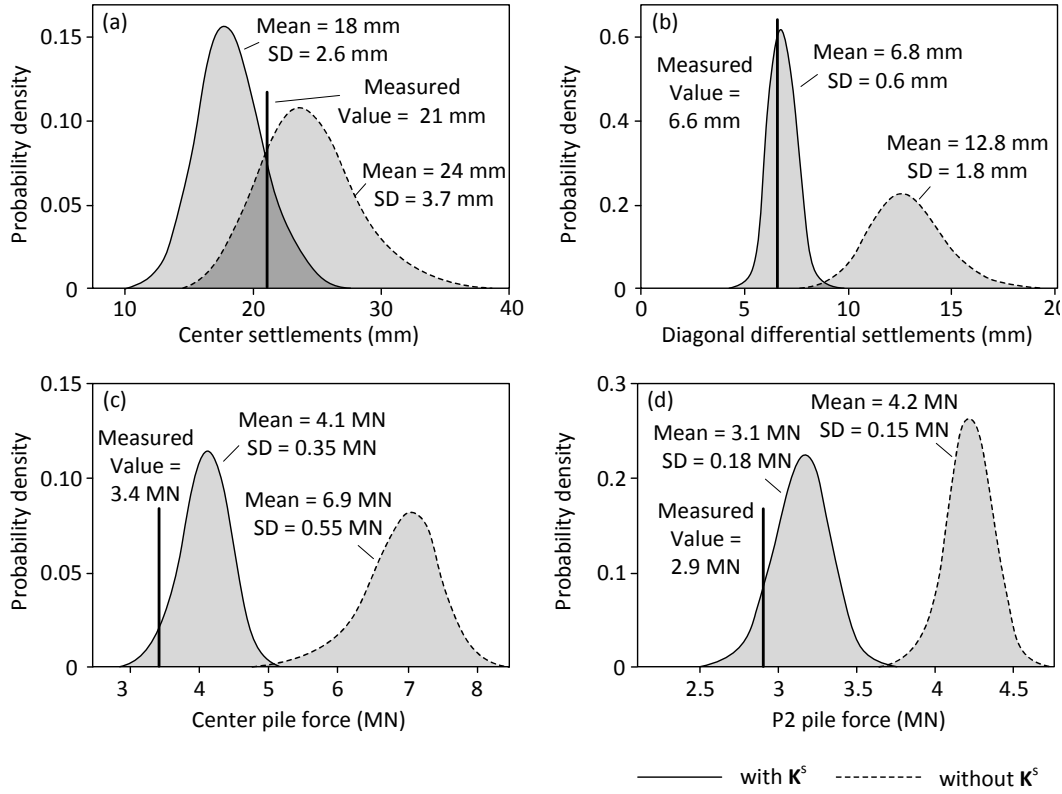 (a)
Mean = 18 mm
SD = 2.6 mm
Measured
Value = 21 mm
Mean = 24 mm
SD = 3.7 mm
Probability density
0.15
0.10
0.05
0
10
20
30
40
Center settlements (mm)
(b)
Measured
Value =
6.6 mm
Mean = 6.8 mm
SD = 0.6 mm
Mean = 12.8 mm
SD = 1.8 mm
Probability density
0.6
0.4
0.2
0
0
5
10
15
20
Diagonal differential settlements (mm)
(c)
Measured
Value =
3.4 MN
Mean = 4.1 MN
SD = 0.35 MN
Mean = 6.9 MN
SD = 0.55 MN
Probability density
0.15
0.10
0.05
0
3
4
5
6
7
8
Center pile force (MN)
(d)
Mean = 3.1 MN
SD = 0.18 MN
Mean = 4.2 MN
SD = 0.15 MN
Measured
Value =
2.9 MN
Probability density
0.3
0.2
0.1
0
2.5
3
3.5
4
4.5
P2 pile force (MN)
with Kˢ
without Kˢ